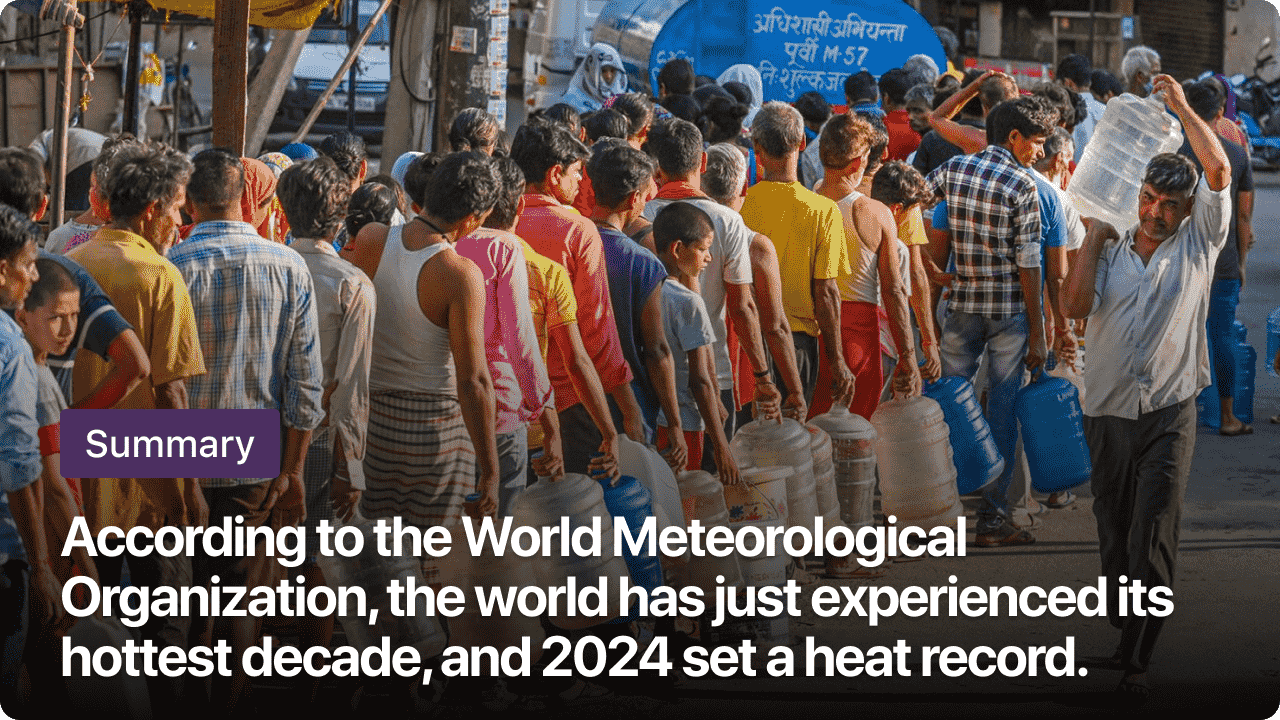 अधिशासी अभियन्ता
पूर्वी M-57
नि:शुल्क
Summary
According to the World Meteorological
Organization, the world has just experienced its
hottest decade, and 2024 set a heat record.